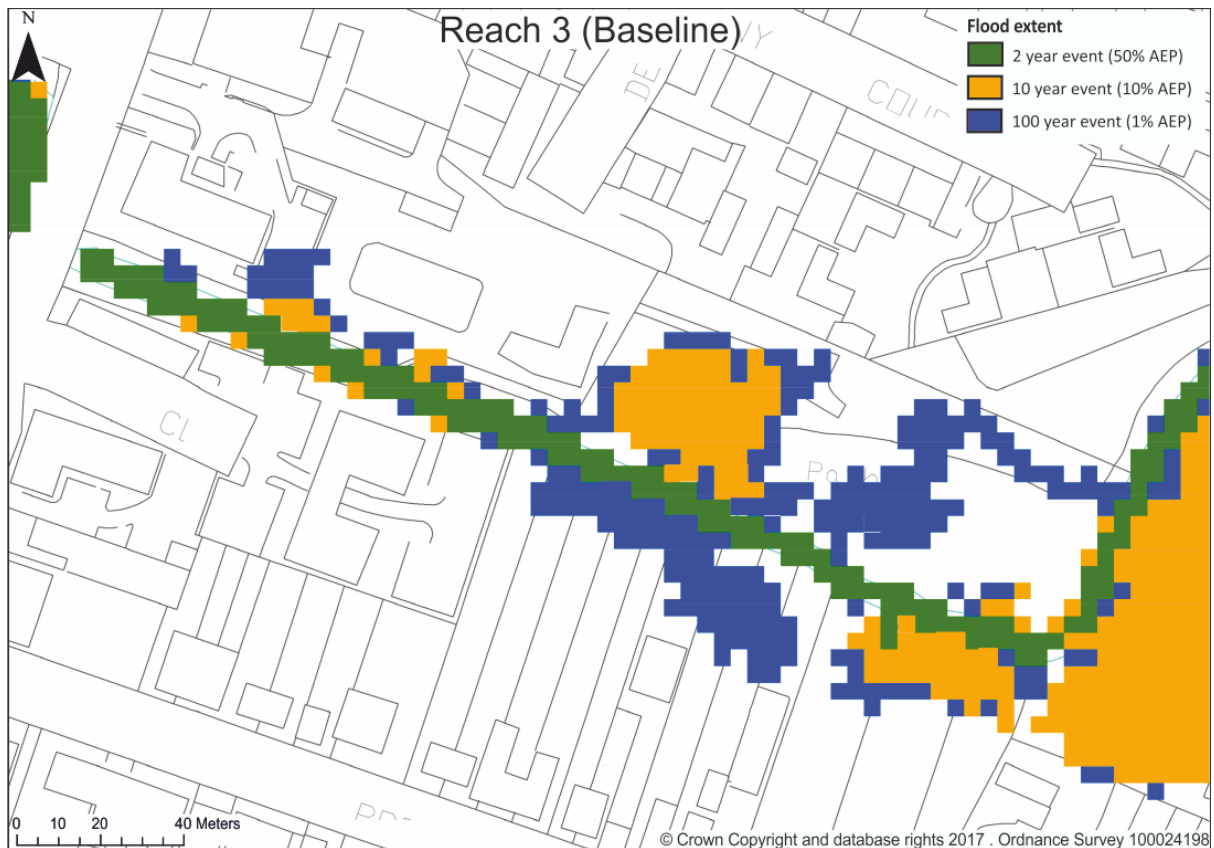 N
Reach 3 (Baseline)
Flood extent
2 year event (50% AEP)
10 year event (10% AEP)
100 year event (1% AEP)
0 10 20 40 Meters
© Crown Copyright and database rights 2017 . Ordnance Survey 100024198